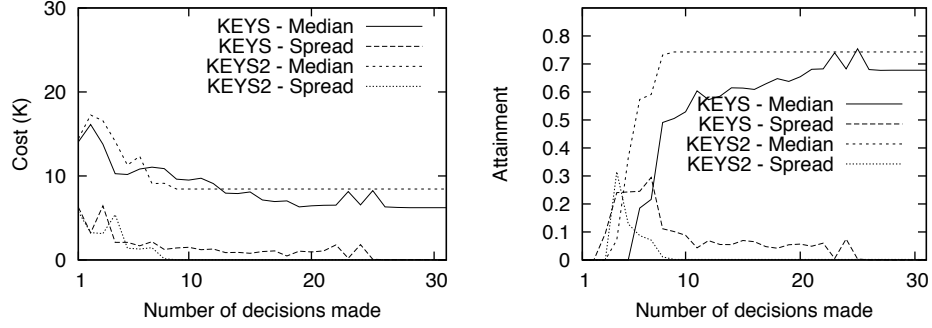 Cost (K)
30
20
10
0
KEYS - Median
KEYS - Spread
KEYS2 - Median
KEYS2 - Spread
1
10
20
30
Number of decisions made
Attainment
0.8
0.7
0.6
0.5
0.4
0.3
0.2
0.1
0
KEYS - Median
KEYS - Spread
KEYS2 - Median
KEYS2 - Spread
1
10
20
30
Number of decisions made